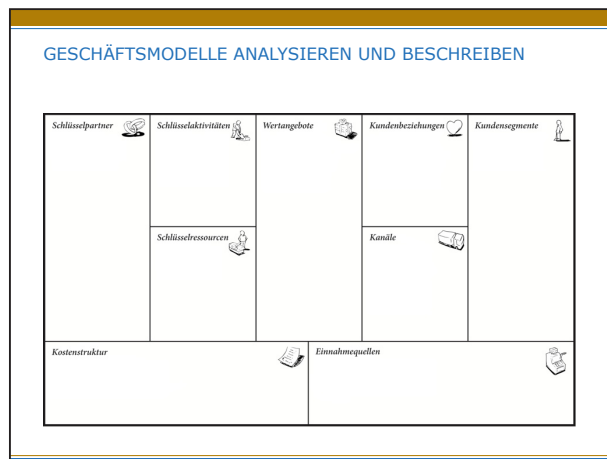 GESCHÄFTSMODELLE ANALYSIEREN UND BESCHREIBEN
Schlüsselpartner
Schlüsselaktivitäten
Wertangebote
Kundenbeziehungen
Kundensegmente
Schlüsselressourcen
Kanäle
Kostenstruktur
Einnahmequellen